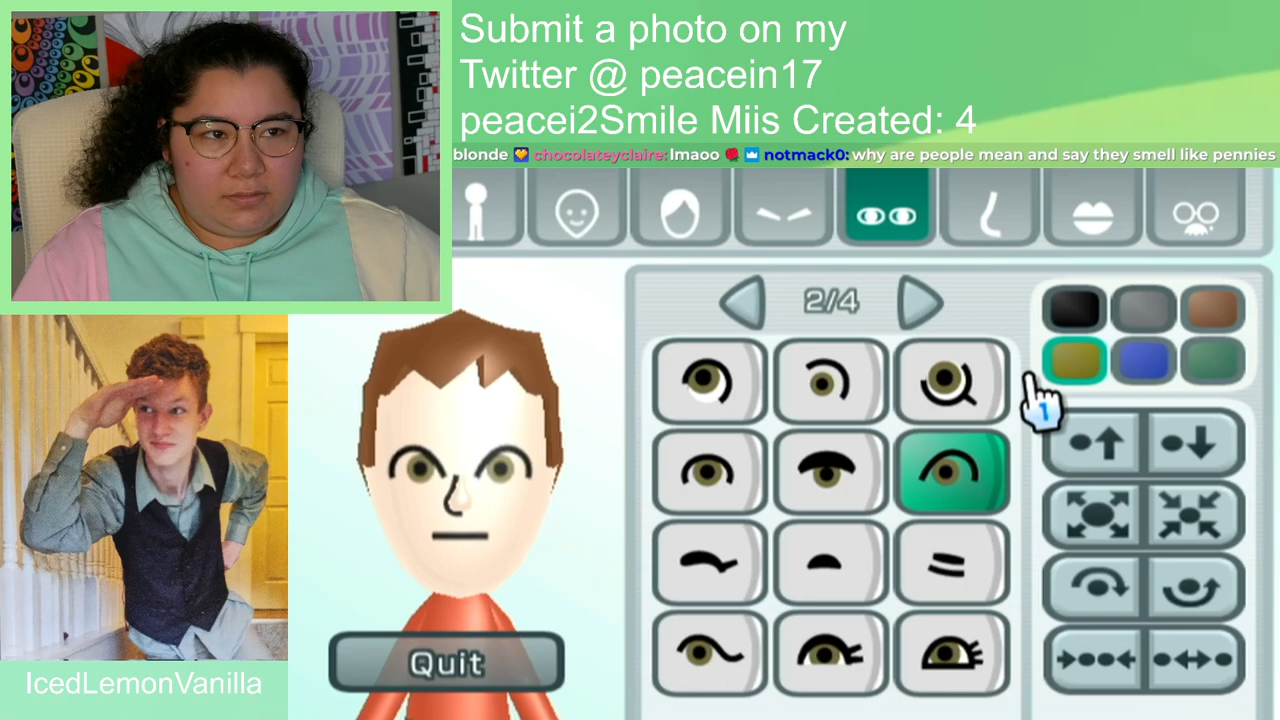 Submit a photo on my
Twitter @ peacein17
peacei2Smile Miis Created: 4
blonde 💛 chocolateyclaire: lmaoo 🌹 notmack0: why are people mean and say they smell like pennies
2/4
1
Quit
IcedLemonVanilla